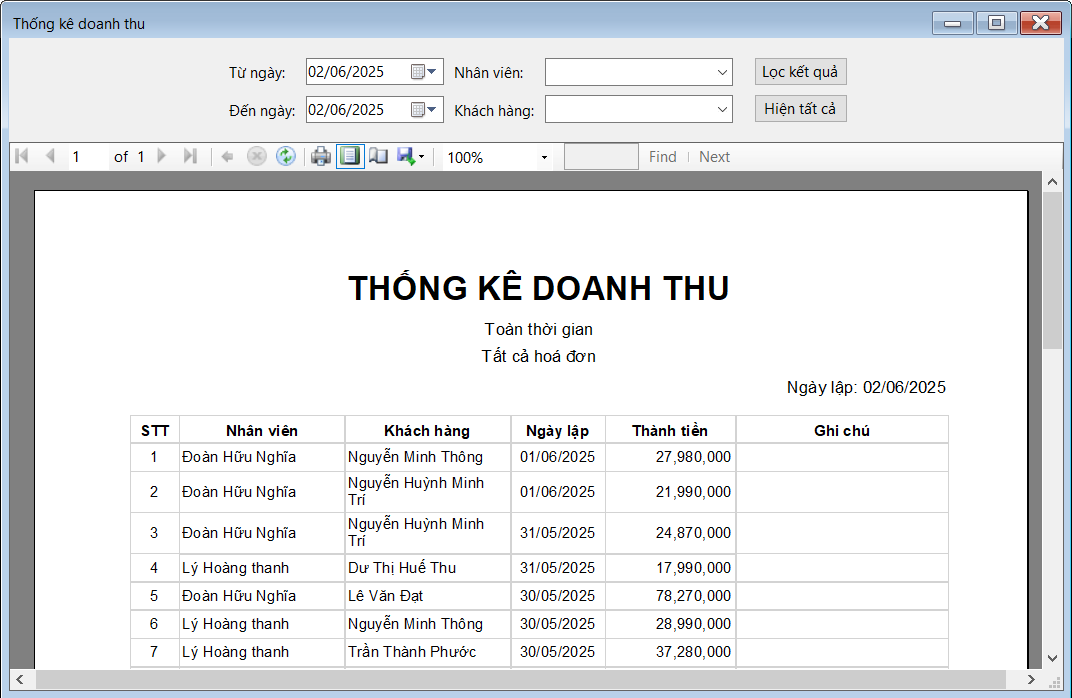 Thống kê doanh thu
Từ ngày: 02/06/2025 Nhân viên: Lọc kết quả
Đến ngày: 02/06/2025 Khách hàng: Hiện tất cả
1 of 1 100% Find Next
THỐNG KÊ DOANH THU
Toàn thời gian
Tất cả hoá đơn
Ngày lập: 02/06/2025
STT Nhân viên Khách hàng Ngày lập Thành tiền Ghi chú
1 Đoàn Hữu Nghĩa Nguyễn Minh Thông 01/06/2025 27,980,000
2 Đoàn Hữu Nghĩa Nguyễn Huỳnh Minh Trí 01/06/2025 21,990,000
3 Đoàn Hữu Nghĩa Nguyễn Huỳnh Minh Trí 31/05/2025 24,870,000
4 Lý Hoàng thanh Dư Thị Huế Thu 31/05/2025 17,990,000
5 Đoàn Hữu Nghĩa Lê Văn Đạt 30/05/2025 78,270,000
6 Lý Hoàng thanh Nguyễn Minh Thông 30/05/2025 28,990,000
7 Lý Hoàng thanh Trần Thành Phước 30/05/2025 37,280,000